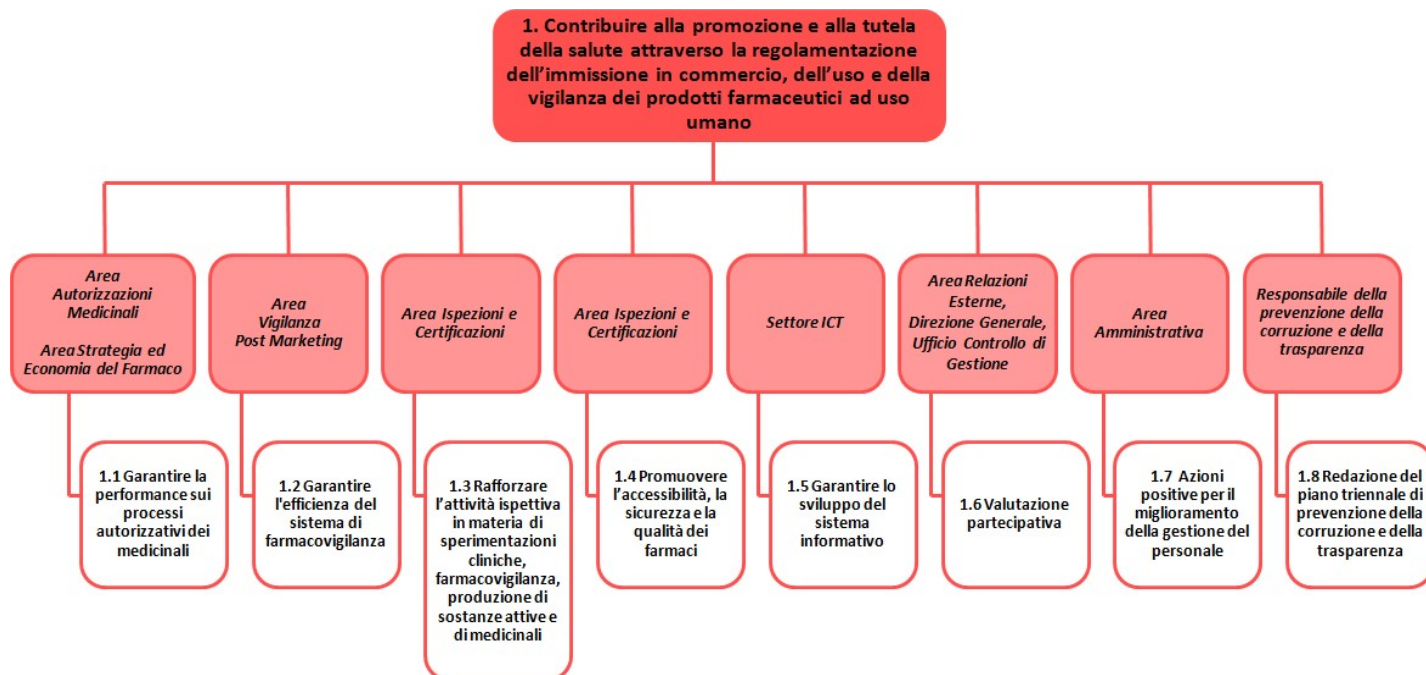 1. Contribuire alla promozione e alla tutela
della salute attraverso la regolamentazione
dell’immissione in commercio, dell’uso e della
vigilanza dei prodotti farmaceutici ad uso
umano
Area
Autorizzazioni
Medicinali
Area Strategia ed
Economia del Farmaco
Area
Vigilanza
Post Marketing
Area Ispezioni e
Certificazioni
Area Ispezioni e
Certificazioni
Settore ICT
Area Relazioni
Esterne,
Direzione Generale,
Ufficio Controllo di
Gestione
Area
Amministrativa
Responsabile della
prevenzione della
corruzione e della
trasparenza
1.1 Garantire la
performance sui
processi
autorizzativi dei
medicinali
1.2 Garantire
l'efficienza del
sistema di
farmacovigilanza
1.3 Rafforzare
l’attività ispettiva
in materia di
sperimentazioni
cliniche,
farmacovigilanza,
produzione di
sostanze attive e
di medicinali
1.4 Promuovere
l’accessibilità, la
sicurezza e la
qualità dei
farmaci
1.5 Garantire lo
sviluppo del
sistema
informativo
1.6 Valutazione
partecipativa
1.7 Azioni
positive per il
miglioramento
della gestione del
personale
1.8 Redazione del
piano triennale di
prevenzione della
corruzione e della
trasparenza